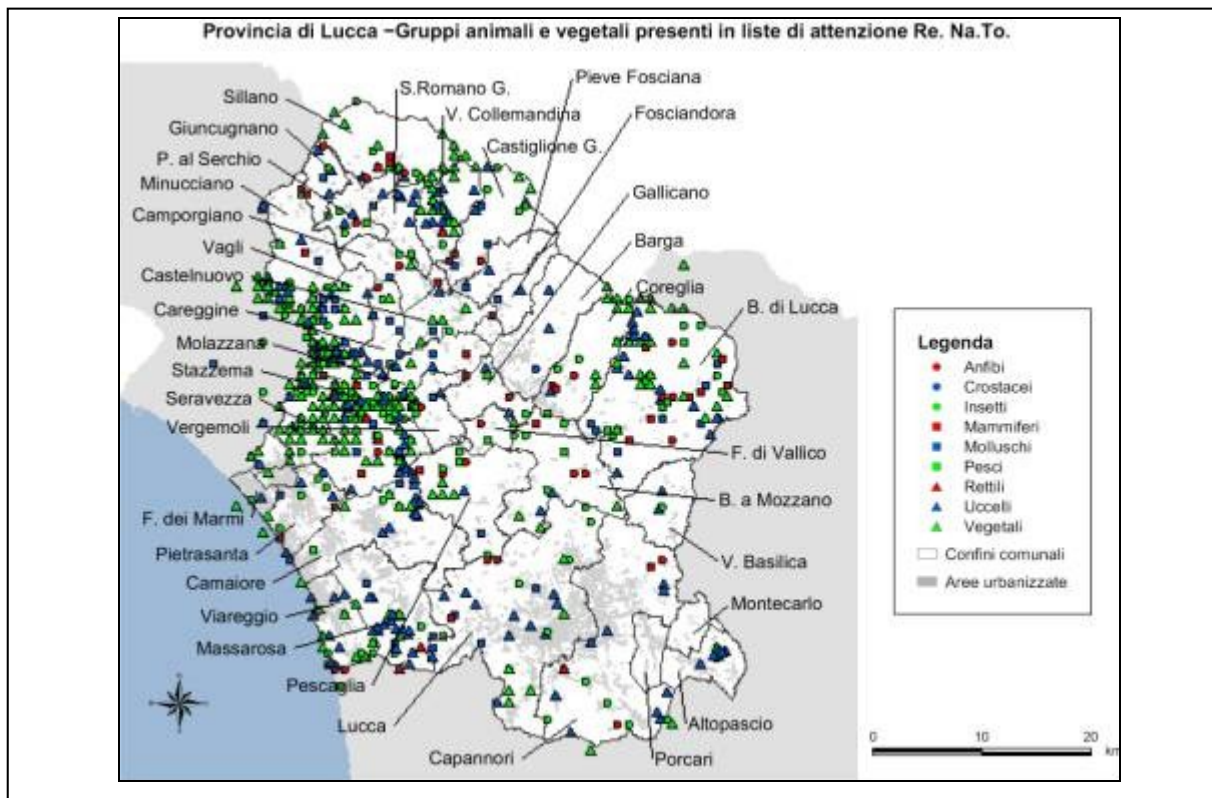 Provincia di Lucca –Gruppi animali e vegetali presenti in liste di attenzione Re. Na.To.
Pieve Fosciana
S.Romano G.
Sillano
V. Collemandina
Fosciandora
Giuncugnano
Castiglione G.
P. al Serchio
Minucciano
Gallicano
Camporgiano
Barga
Vagli
Castelnuovo
Coreglia
B. di Lucca
Careggine
Molazzana
Stazzema
Seravezza
Vergemoli
F. di Vallico
B. a Mozzano
F. dei Marmi
Pietrasanta
V. Basilica
Camaiore
Montecarlo
Viareggio
Massarosa
Pescaglia
Lucca
Altopascio
Capannori
Porcari
Legenda
Anfibi
Crostacei
Insetti
Mammiferi
Molluschi
Pesci
Rettili
Uccelli
Vegetali
Confini comunali
Aree urbanizzate
0 10 20
km